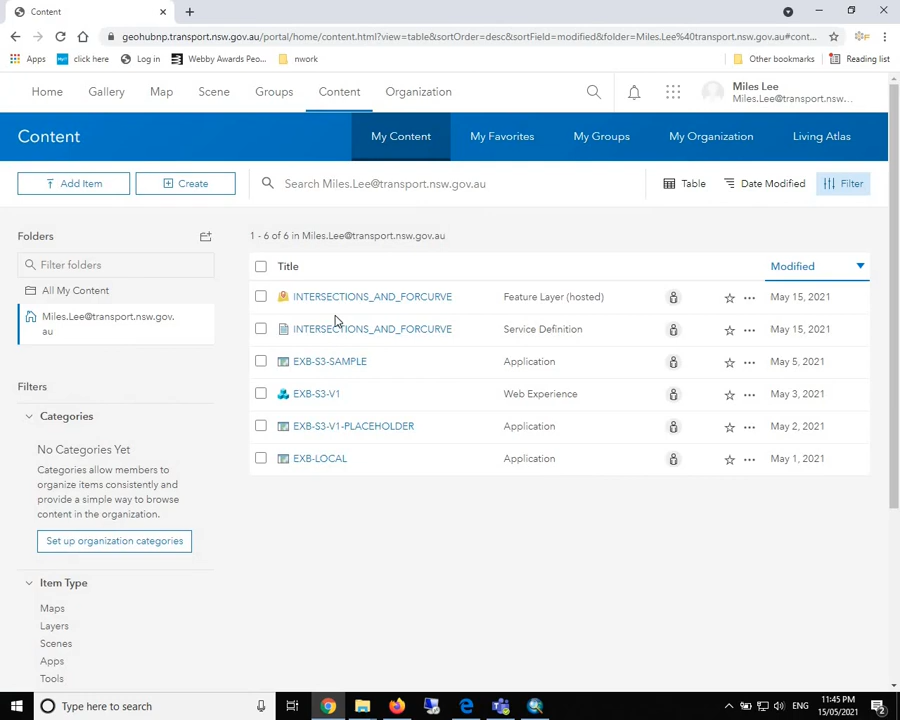 Content
geohubnp.transport.nsw.gov.au/portal/home/content.html?view=table&sortOrder=desc&sortField=modified&folder=Miles.Lee%40transport.nsw.gov.au#cont...
Apps
click here
Log in
Webby Awards Peo...
nwork
Other bookmarks
Reading list
Home
Gallery
Map
Scene
Groups
Content
Organization
Miles Lee
Miles.Lee@transport.nsw....
Content
My Content
My Favorites
My Groups
My Organization
Living Atlas
Add Item
Create
Search Miles.Lee@transport.nsw.gov.au
Table
Date Modified
Filter
Folders
Filter folders
All My Content
Miles.Lee@transport.nsw.gov.
au
Filters
Categories
No Categories Yet
Categories allow members to
organize items consistently and
provide a simple way to browse
content in the organization.
Set up organization categories
Item Type
Maps
Layers
Scenes
Apps
Tools
1 - 6 of 6 in Miles.Lee@transport.nsw.gov.au
Title Modified
INTERSECTIONS_AND_FORCURVE Feature Layer (hosted) May 15, 2021
INTERSECTIONS_AND_FORCURVE Service Definition May 15, 2021
EXB-S3-SAMPLE Application May 5, 2021
EXB-S3-V1 Web Experience May 3, 2021
EXB-S3-V1-PLACEHOLDER Application May 2, 2021
EXB-LOCAL Application May 1, 2021
Type here to search
11:45 PM
15/05/2021
2